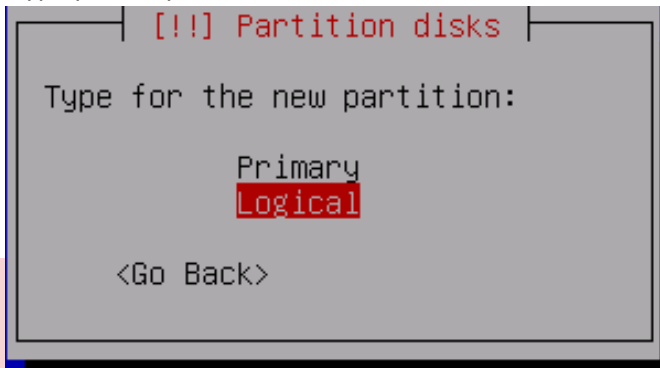 [!!] Partition disks
Type for the new partition:
Primary
Logical
<Go Back>